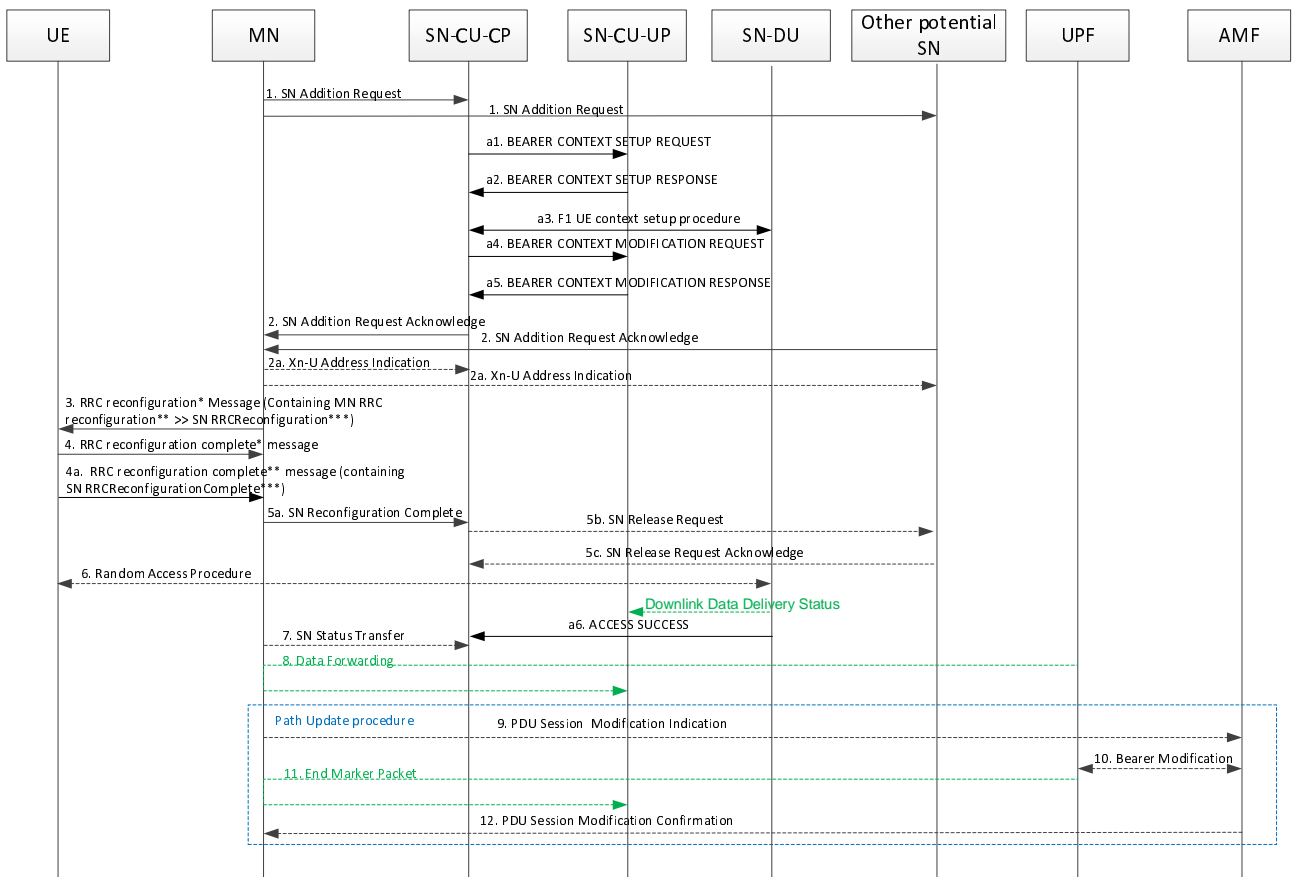 UE
MN
SN-CU-CP
SN-CU-UP
SN-DU
Other potential
SN
UPF
AMF
1. SN Addition Request
1. SN Addition Request
a1. BEARER CONTEXT SETUP REQUEST
a2. BEARER CONTEXT SETUP RESPONSE
a3. F1 UE context setup procedure
a4. BEARER CONTEXT MODIFICATION REQUEST
a5. BEARER CONTEXT MODIFICATION RESPONSE
2. SN Addition Request Acknowledge
2. SN Addition Request Acknowledge
2a. Xn-U Address Indication
2a. Xn-U Address Indication
3. RRC reconfiguration* Message (Containing MN RRC
reconfiguration** >> SN RRCReconfiguration***)
4. RRC reconfiguration complete* message
4a. RRC reconfiguration complete** message (containing
SN RRCReconfigurationComplete***)
5a. SN Reconfiguration Complete
5b. SN Release Request
5c. SN Release Request Acknowledge
6. Random Access Procedure
Downlink Data Delivery Status
a6. ACCESS SUCCESS
7. SN Status Transfer
8. Data Forwarding
Path Update procedure
9. PDU Session Modification Indication
10. Bearer Modification
11. End Marker Packet
12. PDU Session Modification Confirmation